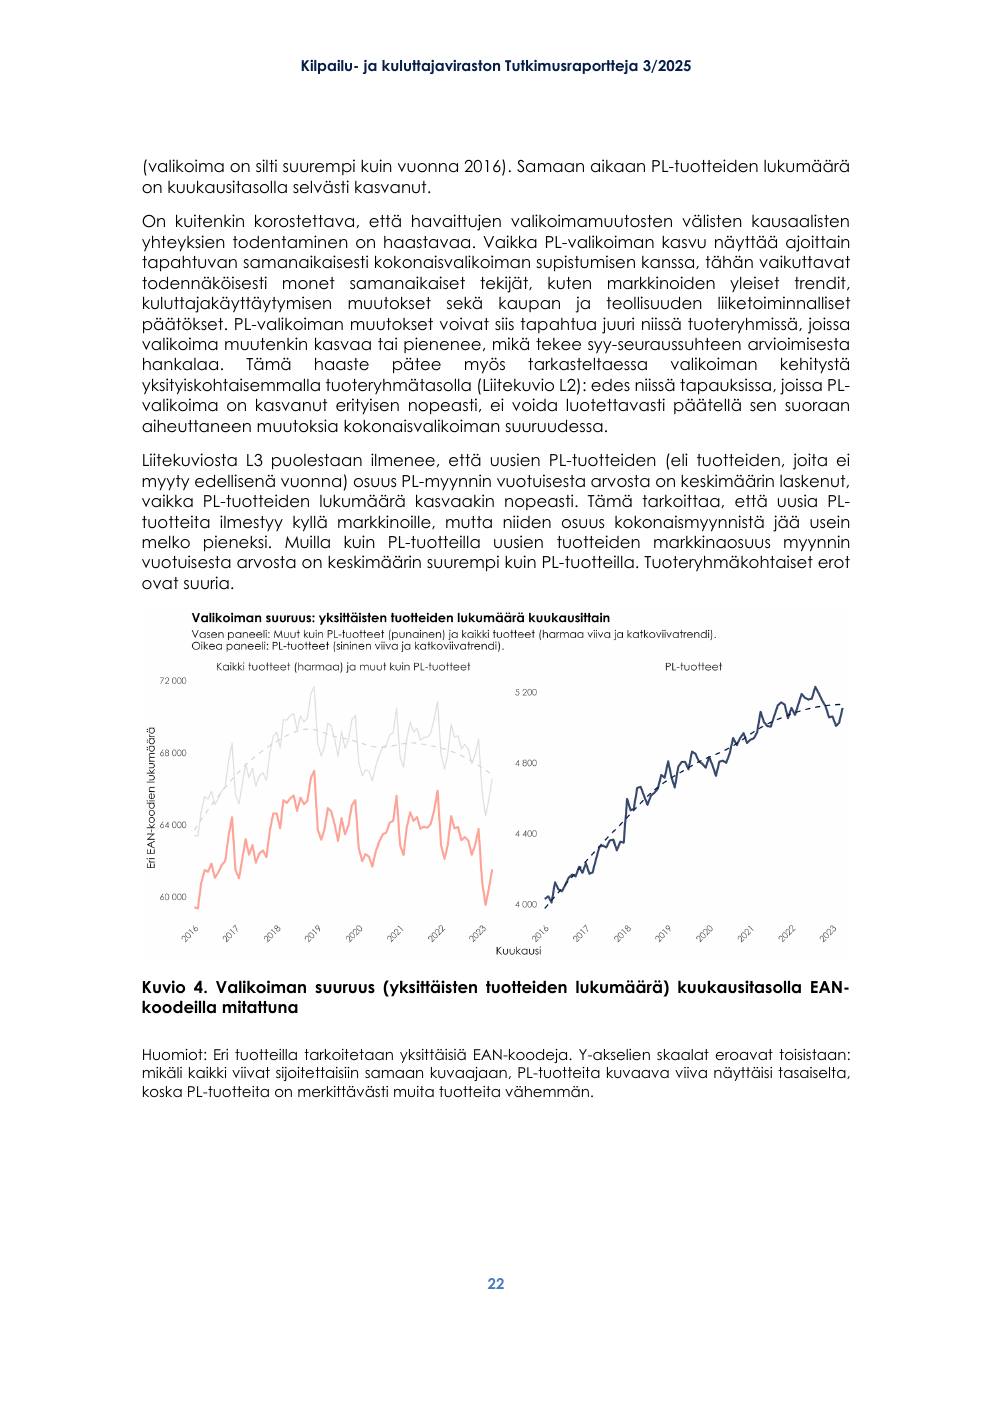 Kilpailu- ja kuluttajaviraston Tutkimusraportteja 3/2025
(valikoima on silti suurempi kuin vuonna 2016). Samaan aikaan PL-tuotteiden lukumäärä
on kuukausitasolla selvästi kasvanut.
On kuitenkin korostettava, että havaittujen valikoimamuutosten välisten kausaalisten
yhteyksien todentaminen on haastavaa. Vaikka PL-valikoiman kasvu näyttää ajoittain
tapahtuvan samanaikaisesti kokonaisvalikoiman supistumisen kanssa, tähän vaikuttavat
todennäköisesti monet samanaikaiset tekijät, kuten markkinoiden yleiset trendit,
kuluttajakäyttäytymisen muutokset sekä kaupan ja teollisuuden liiketoiminnalliset
päätökset. PL-valikoiman muutokset voivat siis tapahtua juuri niissä tuoteryhmissä, joissa
valikoima muutenkin kasvaa tai pienenee, mikä tekee syy-seuraussuhteen arvioimisesta
hankalaa. Tämä haaste pätee myös tarkasteltaessa valikoiman kehitystä
yksityiskohtaisemmalla tuoteryhmätasolla (Liitekuvio L2): edes niissä tapauksissa, joissa PL-
valikoima on kasvanut erityisen nopeasti, ei voida luotettavasti päätellä sen suoraan
aiheuttaneen muutoksia kokonaisvalikoiman suuruudessa.
Liitekuviosta L3 puolestaan ilmenee, että uusien PL-tuotteiden (eli tuotteiden, joita ei
myyty edellisenä vuonna) osuus PL-myynnin vuotuisesta arvosta on keskimäärin laskenut,
vaikka PL-tuotteiden lukumäärä kasvaakin nopeasti. Tämä tarkoittaa, että uusia PL-
tuotteita ilmestyy kyllä markkinoille, mutta niiden osuus kokonaismyynnistä jää usein
melko pieneksi. Muilla kuin PL-tuotteilla uusien tuotteiden markkinaosuus myynnin
vuotuisesta arvosta on keskimäärin suurempi kuin PL-tuotteilla. Tuoteryhmäkohtaiset erot
ovat suuria.
Valikoiman suuruus: yksittäisten tuotteiden lukumäärä kuukausittain
Vasen paneeli: Muut kuin PL-tuotteet (punainen) ja kaikki tuotteet (harmaa viiva ja katkoviivatrendi).
Oikea paneeli: PL-tuotteet (sininen viiva ja katkoviivatrendi).
Kaikki tuotteet (harmaa) ja muut kuin PL-tuotteet
PL-tuotteet
Eri EAN-koodien lukumäärä
72 000
68 000
64 000
60 000
5 200
4 800
4 400
4 000
2016 2017 2018 2019 2020 2021 2022 2023
2016 2017 2018 2019 2020 2021 2022 2023
Kuukausi
Kuvio 4. Valikoiman suuruus (yksittäisten tuotteiden lukumäärä) kuukausitasolla EAN-
koodeilla mitattuna
Huomiot: Eri tuotteilla tarkoitetaan yksittäisiä EAN-koodeja. Y-akselien skaalat eroavat toisistaan:
mikäli kaikki viivat sijoitettaisiin samaan kuvaajaan, PL-tuotteita kuvaava viiva näyttäisi tasaiselta,
koska PL-tuotteita on merkittävästi muita tuotteita vähemmän.
22